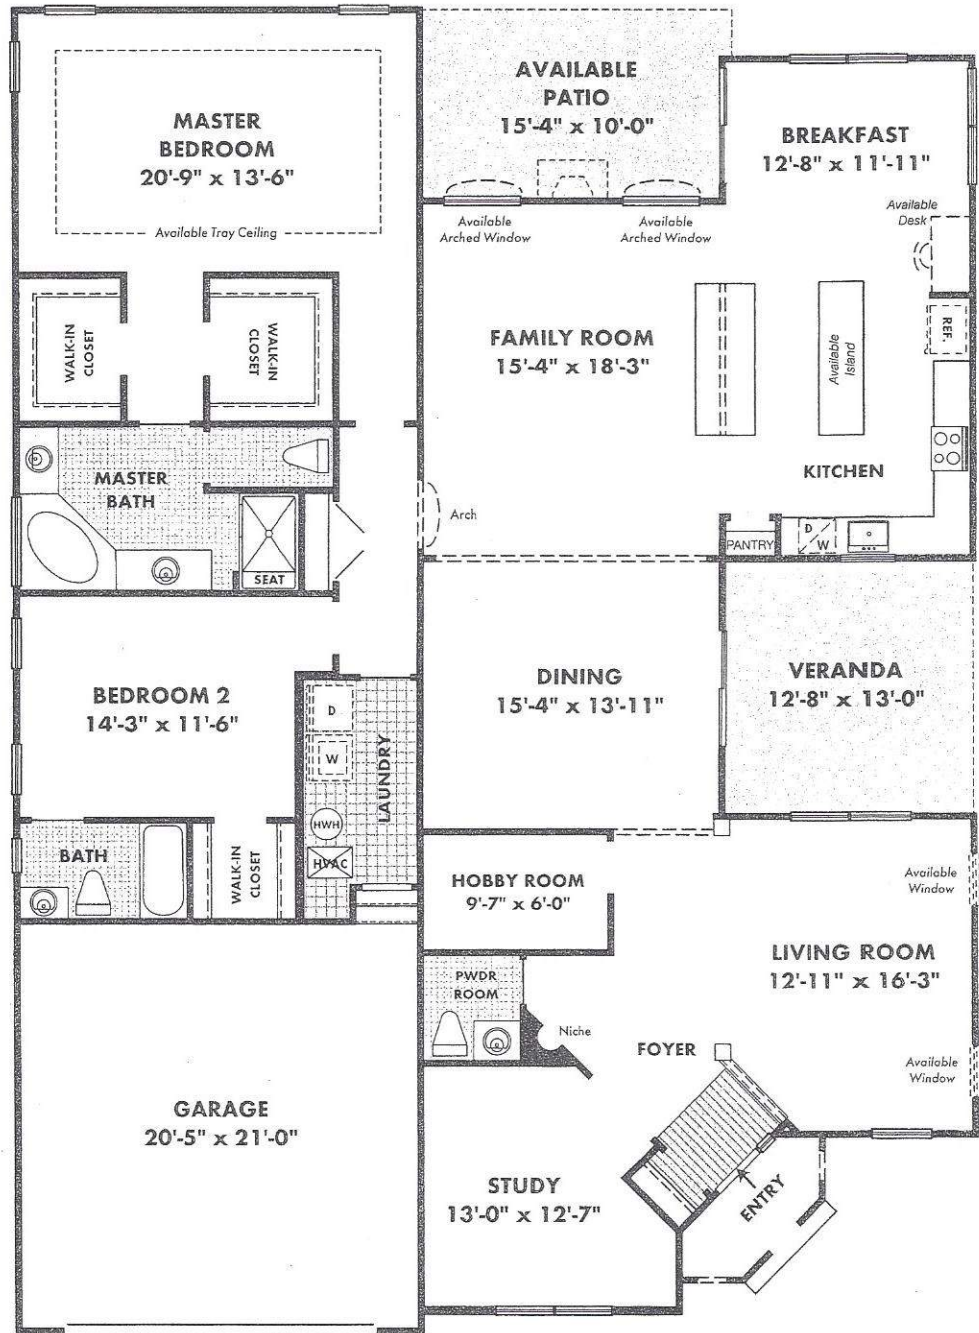 AVAILABLE
PATIO
15'-4" x 10'-0"
MASTER
BEDROOM
20'-9" x 13'-6"
Available Tray Ceiling
BREAKFAST
12'-8" x 11'-11"
Available
Desk
Available
Arched Window
Available
Arched Window
WALK-IN
CLOSET
WALK-IN
CLOSET
FAMILY ROOM
15'-4" x 18'-3"
Available
Island
REF.
KITCHEN
MASTER
BATH
SEAT
Arch
PANTRY
D
W
BEDROOM 2
14'-3" x 11'-6"
D
W
LAUNDRY
HWH
HVAC
DINING
15'-4" x 13'-11"
VERANDA
12'-8" x 13'-0"
BATH
WALK-IN
CLOSET
HOBBY ROOM
9'-7" x 6'-0"
Available
Window
LIVING ROOM
12'-11" x 16'-3"
PWDR
ROOM
Niche
FOYER
Available
Window
GARAGE
20'-5" x 21'-0"
STUDY
13'-0" x 12'-7"
ENTRY